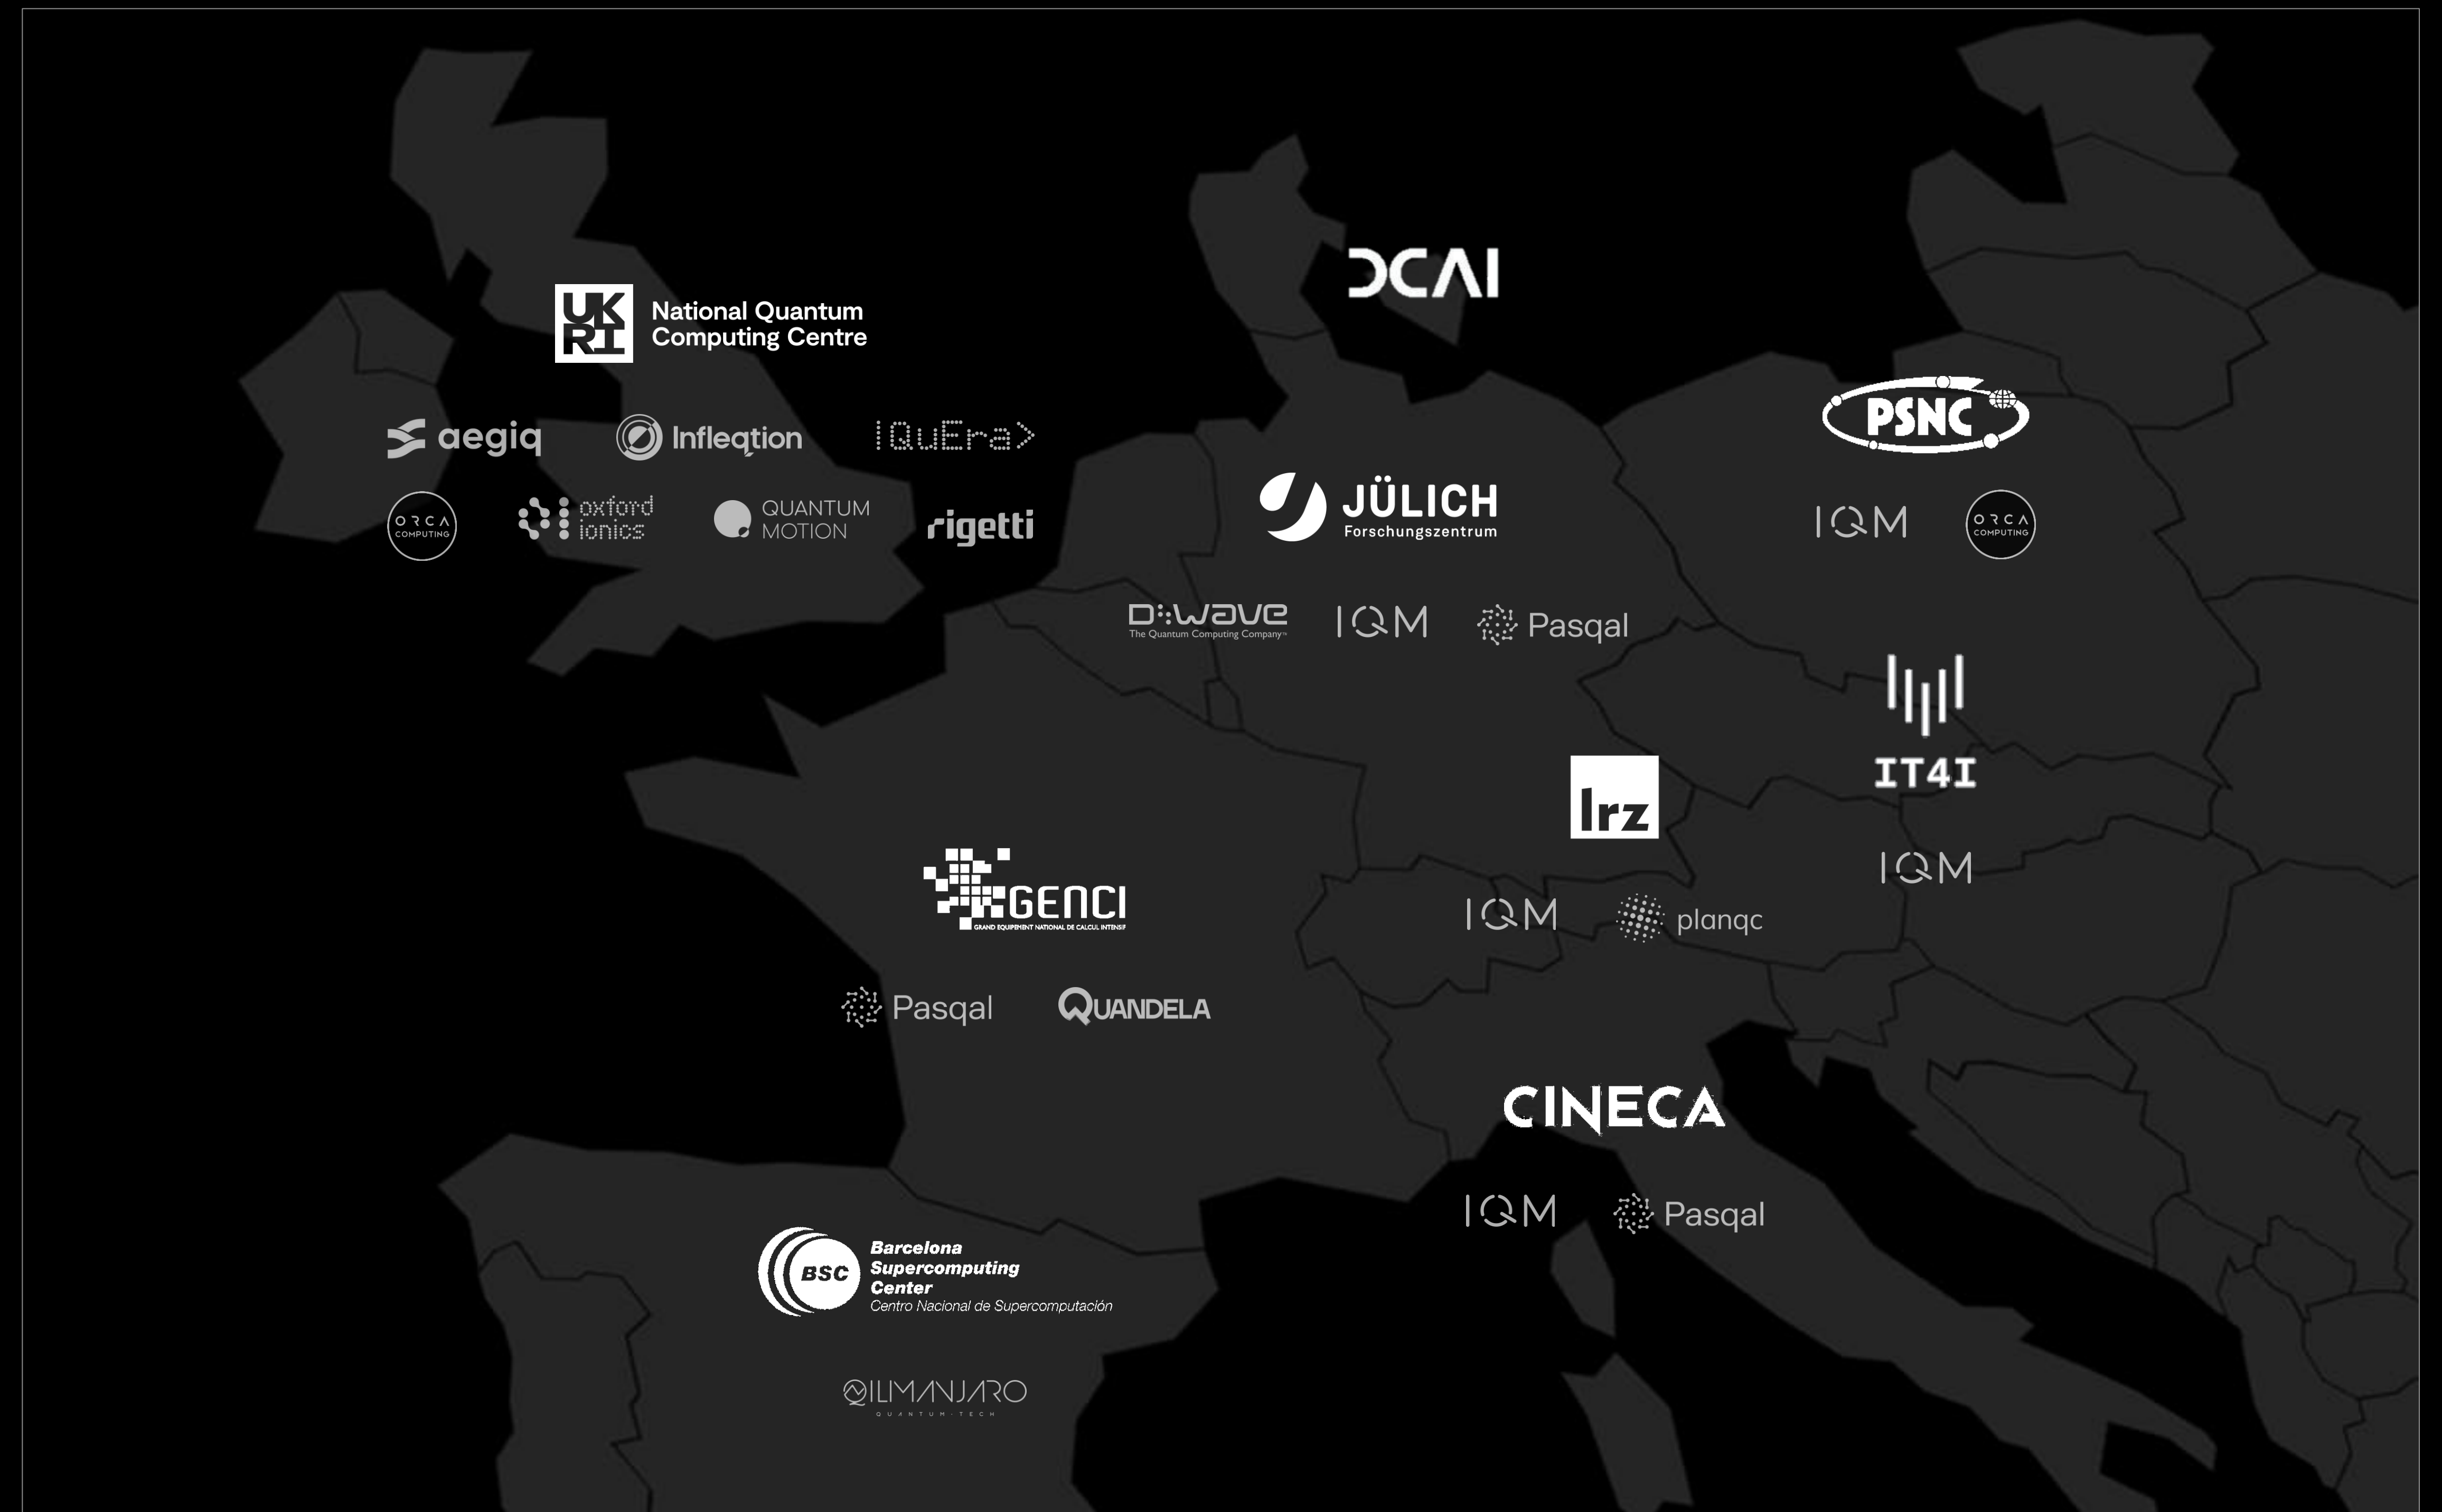 DCAI
UK
RI
National Quantum
Computing Centre
PSNC
aegiq
Infleqtion
|QuEra>
JÜLICH
Forschungszentrum
ORCA
COMPUTING
oxford
ionics
QUANTUM
MOTION
rigetti
IQM
ORCA
COMPUTING
D:wave
The Quantum Computing Company™
IQM
Pasqal
IT4I
lrz
IQM
GENCI
GRAND EQUIPEMENT NATIONAL DE CALCUL INTENSIF
IQM
planqc
Pasqal
QUANDELA
CINECA
IQM
Pasqal
BSC
Barcelona
Supercomputing
Center
Centro Nacional de Supercomputación
QILIMANJARO
QUANTUM-TECH